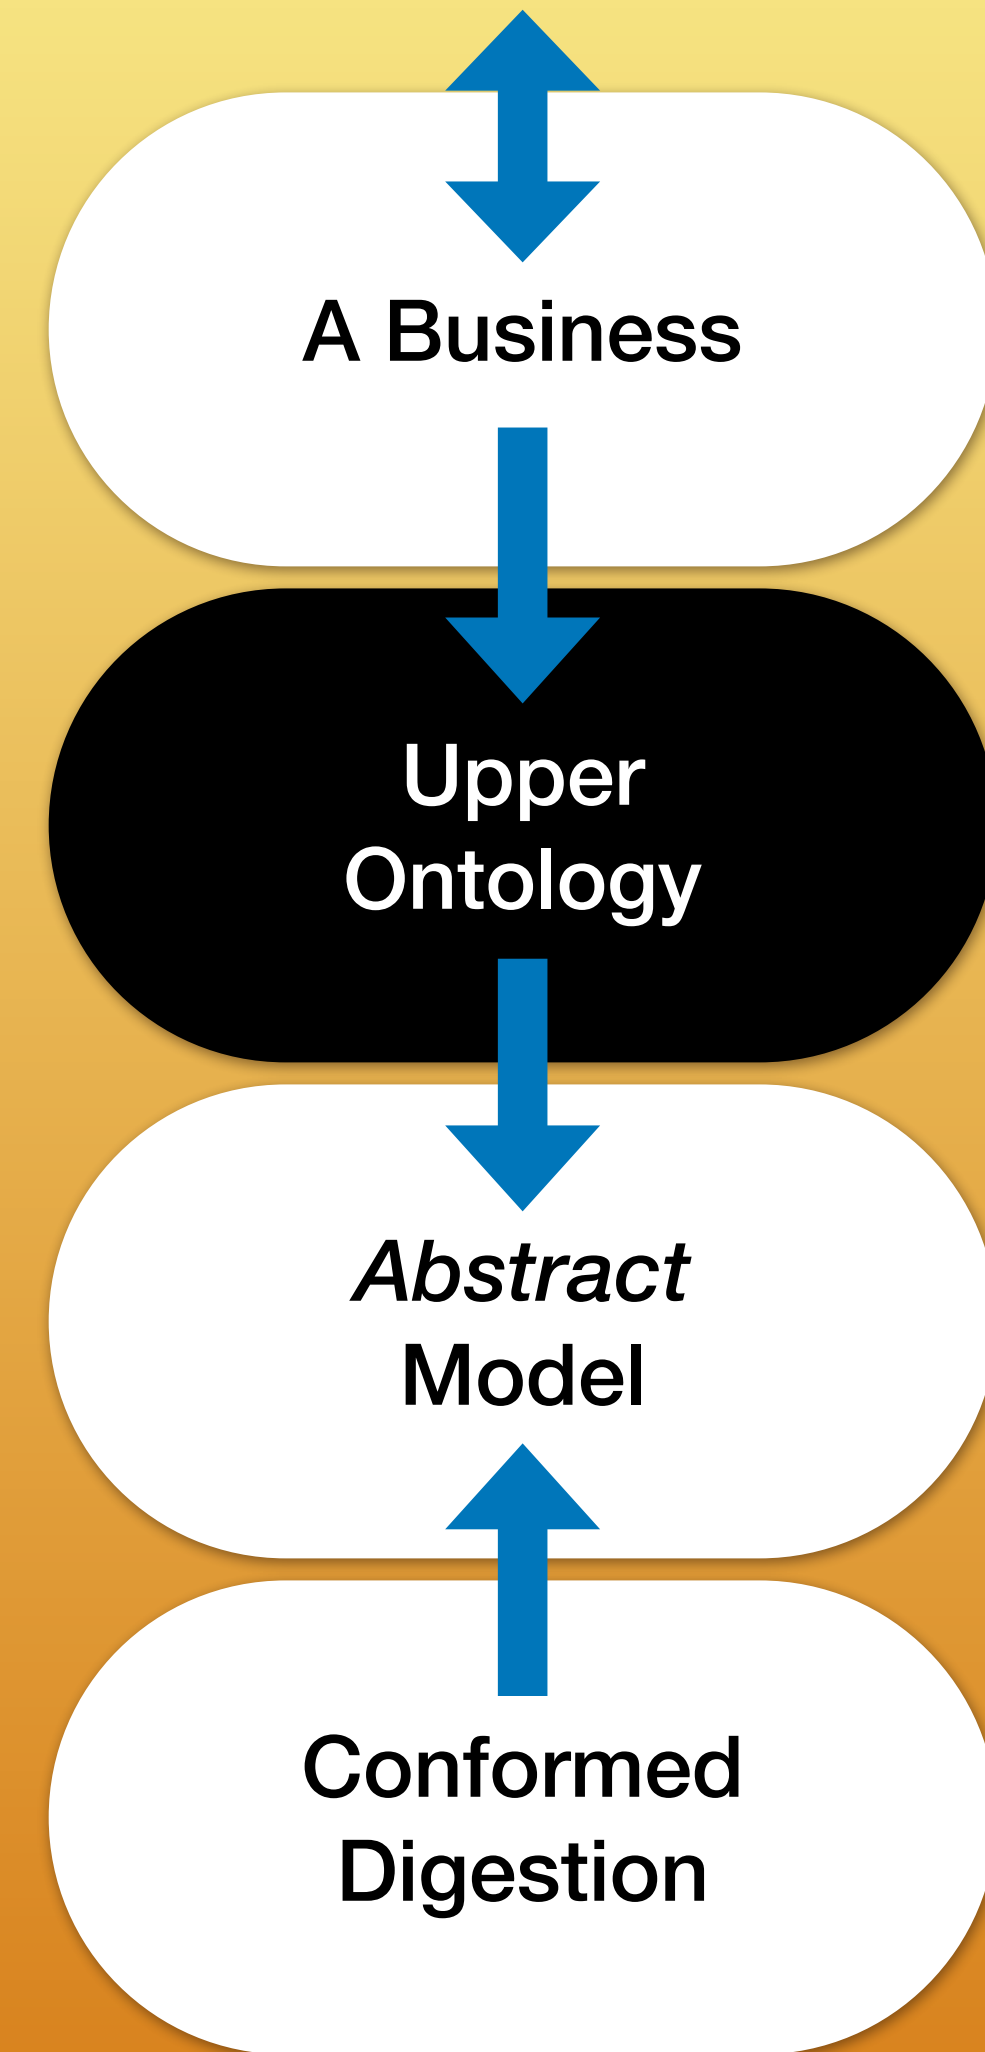 A Business
Upper
Ontology
Abstract
Model
Conformed
Digestion